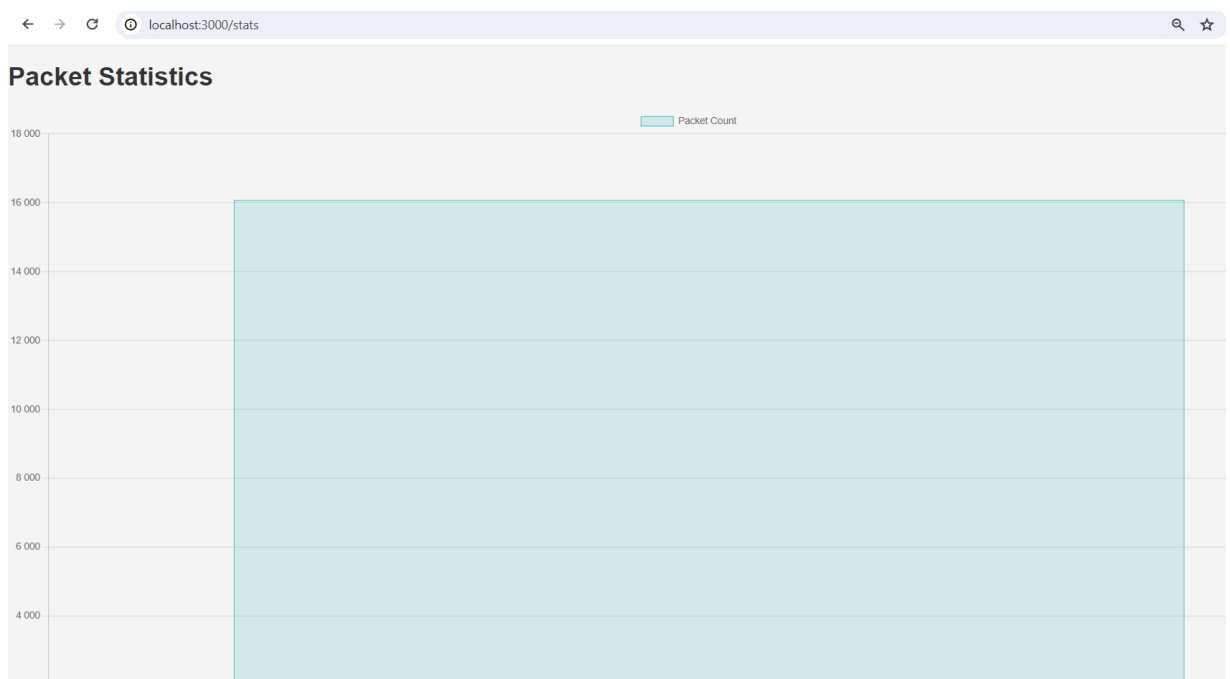 localhost:3000/stats
Packet Statistics
Packet Count
18 000
16 000
14 000
12 000
10 000
8 000
6 000
4 000